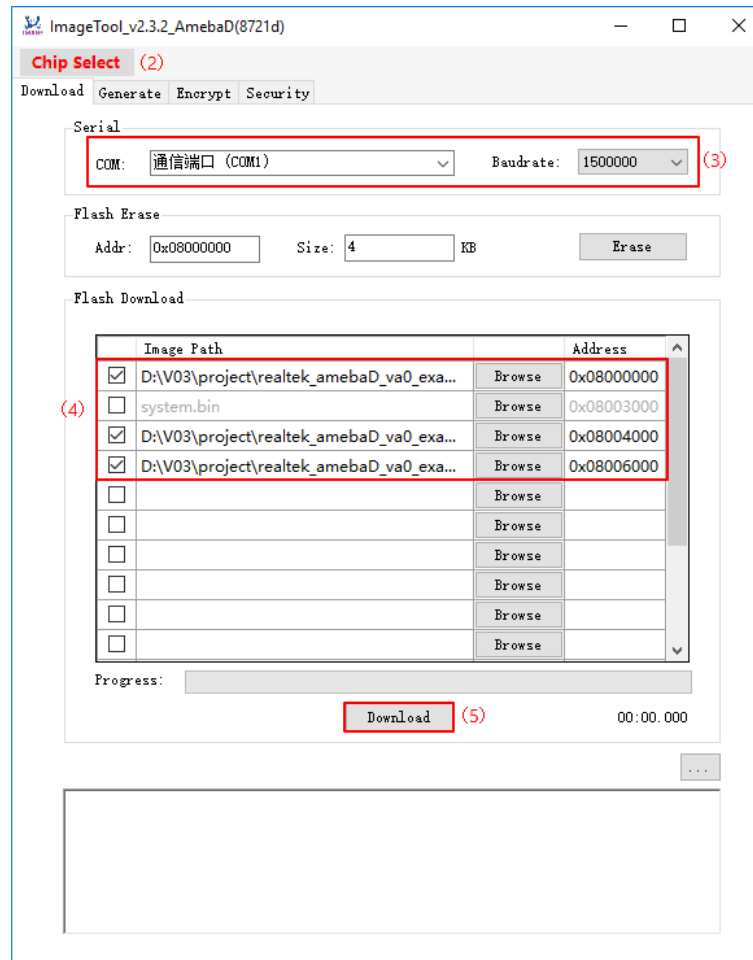 ImageTool_v2.3.2_AmebaD(8721d)
Chip Select (2)
Download Generate Encrypt Security
Serial
COM: 通信端口 (COM1) Baudrate: 1500000 (3)
Flash Erase
Addr: 0x08000000 Size: 4 KB Erase
Flash Download
Image Path Address
D:\V03\project\realtek_amebaD_va0_exa... Browse 0x08000000
(4) system.bin Browse 0x08003000
D:\V03\project\realtek_amebaD_va0_exa... Browse 0x08004000
D:\V03\project\realtek_amebaD_va0_exa... Browse 0x08006000
Browse
Browse
Browse
Browse
Browse
Browse
Progress:
Download (5) 00:00.000
...